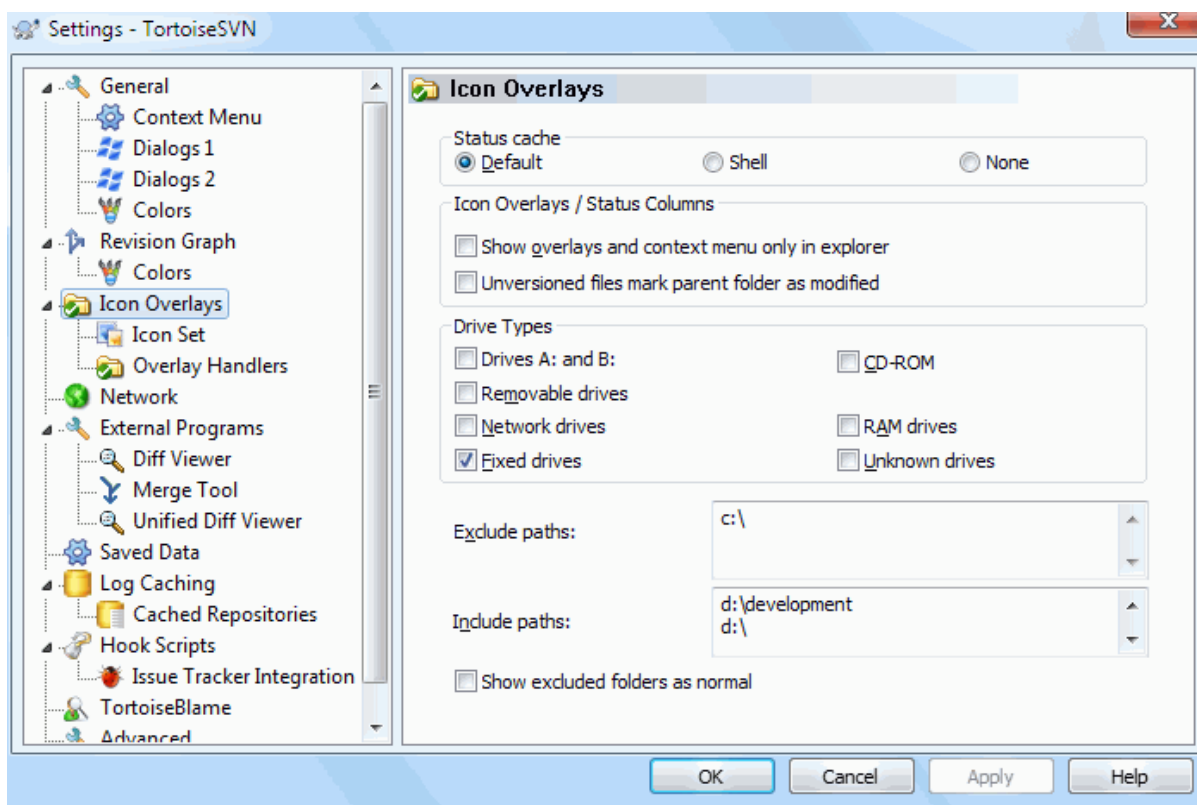 Settings - TortoiseSVN
General
Context Menu
Dialogs 1
Dialogs 2
Colors
Revision Graph
Colors
Icon Overlays
Icon Set
Overlay Handlers
Network
External Programs
Diff Viewer
Merge Tool
Unified Diff Viewer
Saved Data
Log Caching
Cached Repositories
Hook Scripts
Issue Tracker Integration
TortoiseBlame
Advanced
Icon Overlays
Status cache
Default Shell None
Icon Overlays / Status Columns
Show overlays and context menu only in explorer
Unversioned files mark parent folder as modified
Drive Types
Drives A: and B: CD-ROM
Removable drives
Network drives RAM drives
Fixed drives Unknown drives
Exclude paths: c:\
Include paths: d:\development
d:\
Show excluded folders as normal
OK Cancel Apply Help